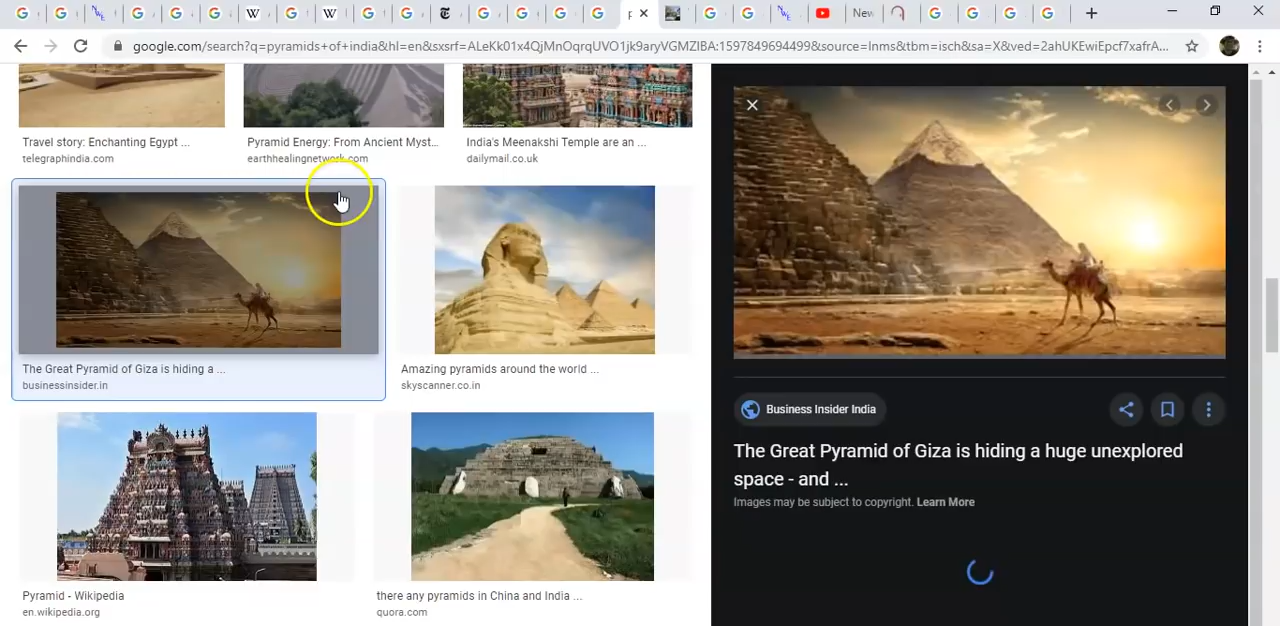 New
google.com/search?q=pyramids+of+india&hl=en&sxsrf=ALeKk01x4QjMnOqrqUVO1jk9aryVGMZIBA:1597849694499&source=lnms&tbm=isch&sa=X&ved=2ahUKEwiEpcf7xafrA...
Travel story: Enchanting Egypt ...
telegraphindia.com
Pyramid Energy: From Ancient Myst...
earthhealingnetwork.com
India's Meenakshi Temple are an ...
dailymail.co.uk
The Great Pyramid of Giza is hiding a ...
businessinsider.in
Amazing pyramids around the world ...
skyscanner.co.in
Pyramid - Wikipedia
en.wikipedia.org
there any pyramids in China and India ...
quora.com
Business Insider India
The Great Pyramid of Giza is hiding a huge unexplored
space - and ...
Images may be subject to copyright. Learn More